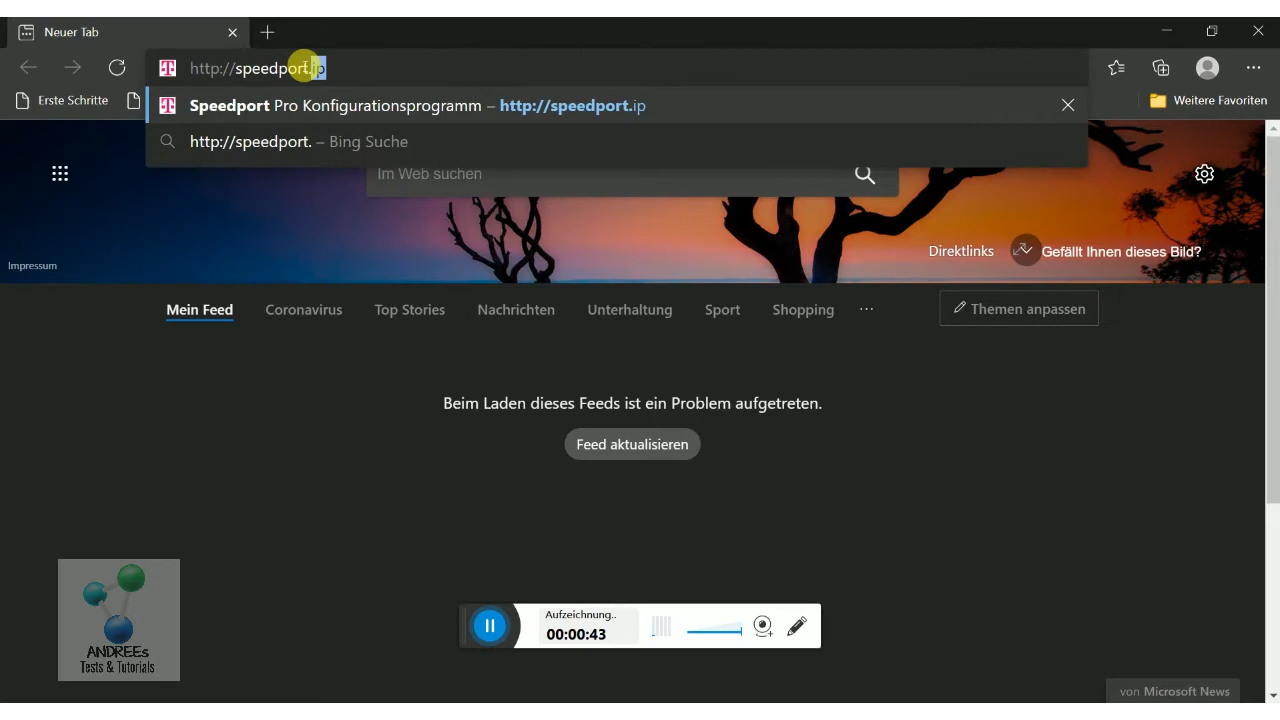 Neuer Tab
http://speedport.ip
Erste Schritte
Weitere Favoriten
Speedport Pro Konfigurationsprogramm – http://speedport.ip
http://speedport. – Bing Suche
Im Web suchen
Direktlinks
Gefällt Ihnen dieses Bild?
Impressum
Mein Feed Coronavirus Top Stories Nachrichten Unterhaltung Sport Shopping ...
Themen anpassen
Beim Laden dieses Feeds ist ein Problem aufgetreten.
Feed aktualisieren
Aufzeichnung..
00:00:43
ANDREEs
Tests & Tutorials
von Microsoft News